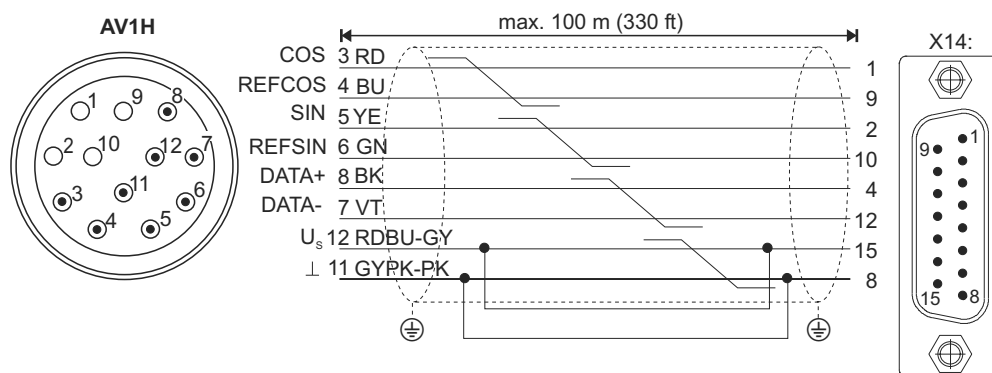 AV1H
max. 100 m (330 ft)
X14:
COS 3 RD 1
REFCOS 4 BU 9
SIN 5 YE 2
REFSIN 6 GN 10
DATA+ 8 BK 4
DATA- 7 VT 12
Us 12 RDBU-GY 15
⊥ 11 GYPK-PK 8
1 9 8
2 10 12 7
3 11 6
4 5
9 1
15 8